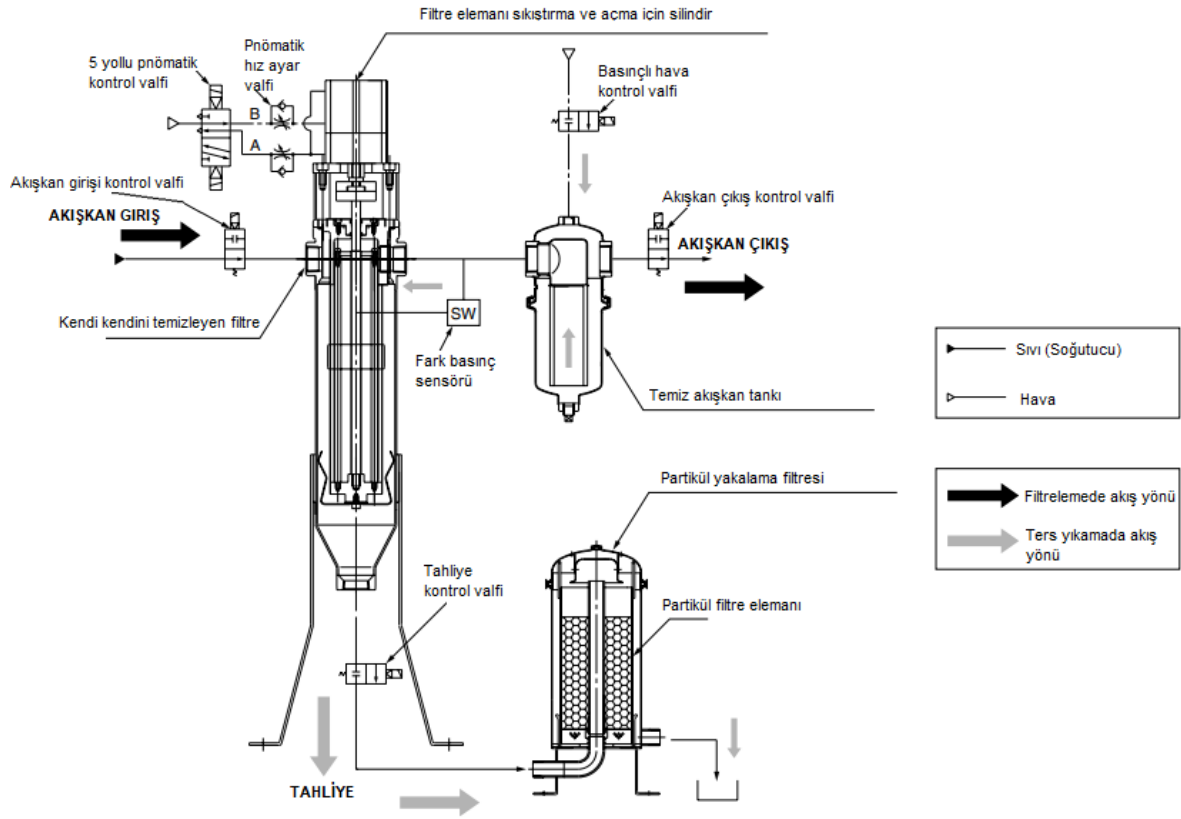 Filtre elemanı sıkıştırma ve açma için silindir
5 yollu pnömatik
kontrol valfi
Pnömatik
hız ayar
valfi
Basınçlı hava
kontrol valfi
B
A
Akışkan girişi kontrol valfi
AKIŞKAN GIRIŞ
Akışkan çıkış kontrol valfi
AKIŞKAN ÇIKIŞ
Kendi kendini temizleyen filtre
SW
Fark basınç
sensörü
Temiz akışkan tankı
Sıvı (Soğutucu)
Hava
Partikül yakalama filtresi
Filtrelemede akış yönü
Ters yıkamada akış
yönü
Tahliye
kontrol valfi
Partikül filtre elemanı
TAHLİYE